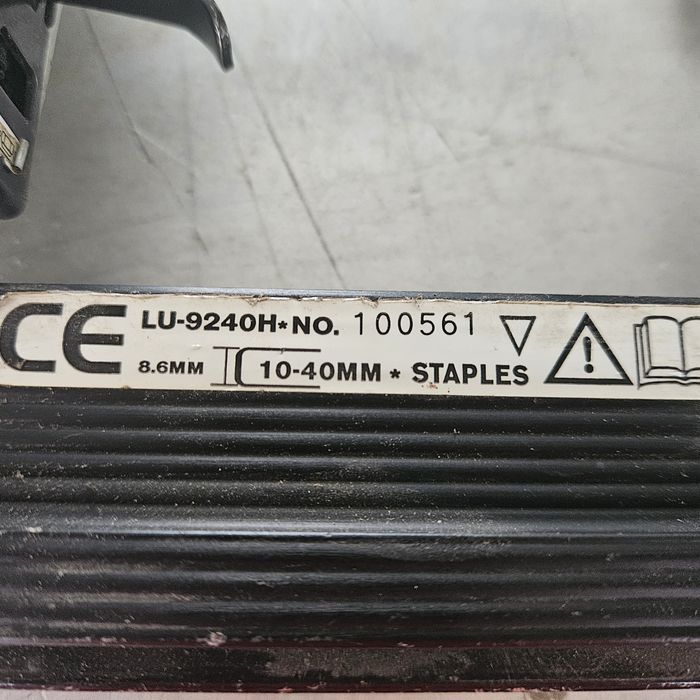 CE LU-9240H*NO. 100561
8.6MM 10-40MM * STAPLES